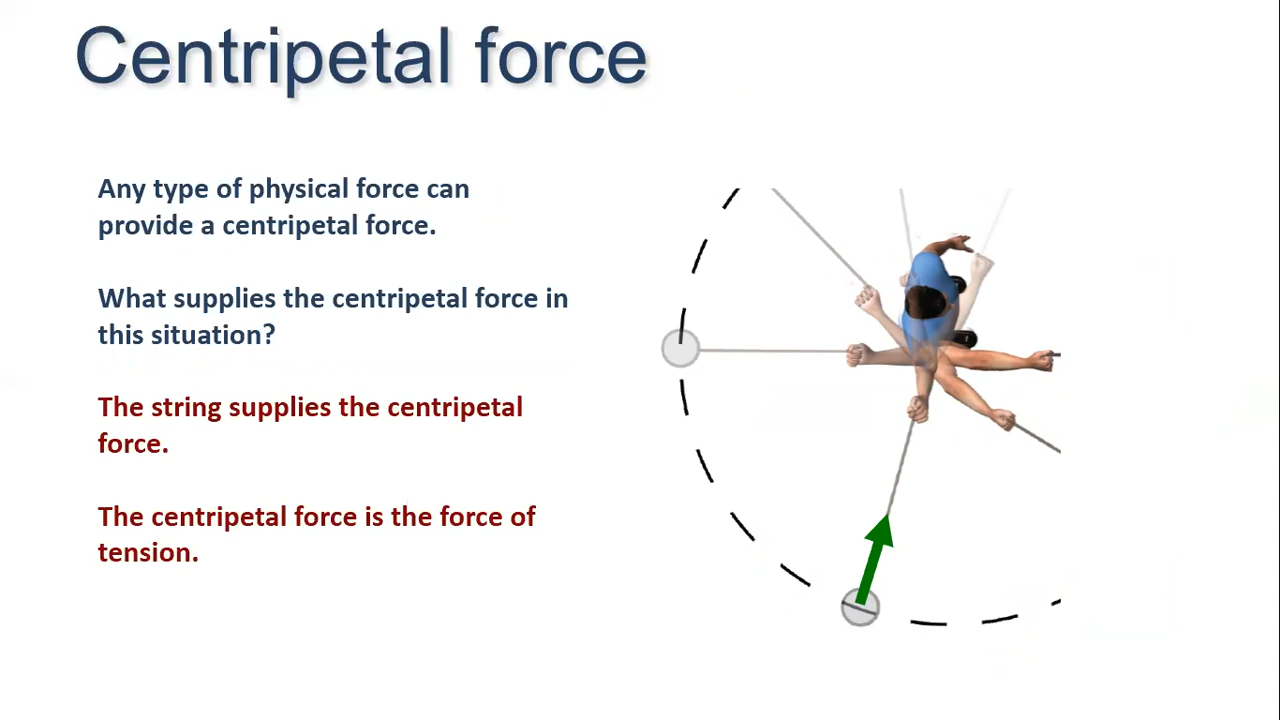 Centripetal force
Any type of physical force can
provide a centripetal force.
What supplies the centripetal force in
this situation?
The string supplies the centripetal
force.
The centripetal force is the force of
tension.